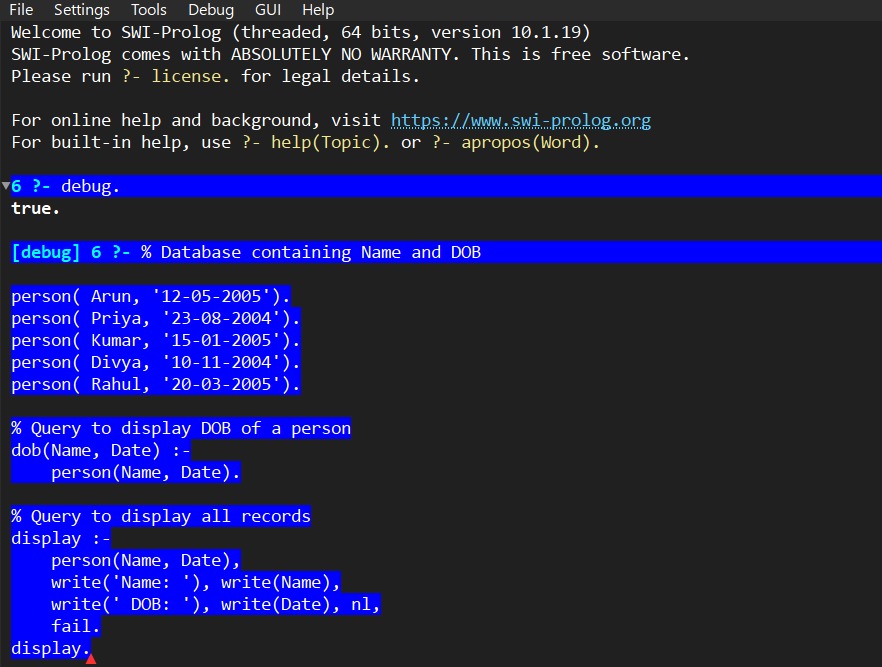 File Settings Tools Debug GUI Help
Welcome to SWI-Prolog (threaded, 64 bits, version 10.1.19)
SWI-Prolog comes with ABSOLUTELY NO WARRANTY. This is free software.
Please run ?- license. for legal details.
For online help and background, visit https://www.swi-prolog.org
For built-in help, use ?- help(Topic). or ?- apropos(Word).
6 ?- debug.
true.
[debug] 6 ?- % Database containing Name and DOB
person( Arun, '12-05-2005').
person( Priya, '23-08-2004').
person( Kumar, '15-01-2005').
person( Divya, '10-11-2004').
person( Rahul, '20-03-2005').
% Query to display DOB of a person
dob(Name, Date) :-
    person(Name, Date).
% Query to display all records
display :-
    person(Name, Date),
    write('Name: '), write(Name),
    write(' DOB: '), write(Date), nl,
    fail.
display.